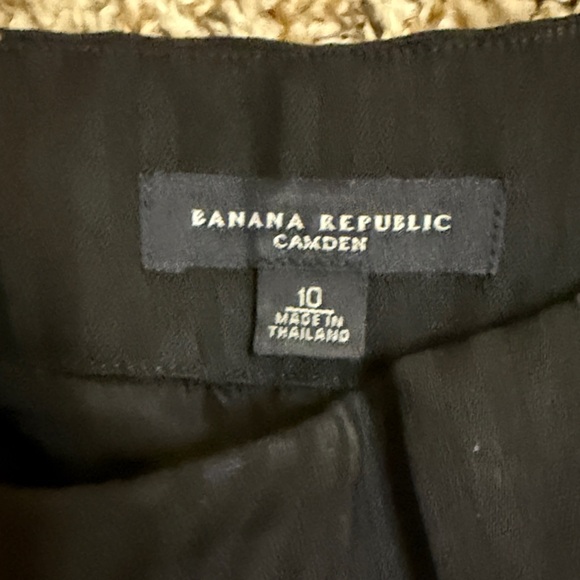 BANANA REPUBLIC
CAMDEN
10
MADE IN
THAILAND